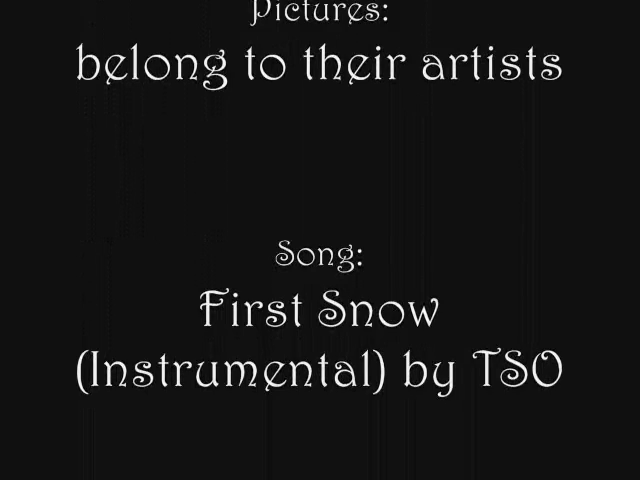 Pictures:
belong to their artists
Song:
First Snow
(Instrumental) by TSO